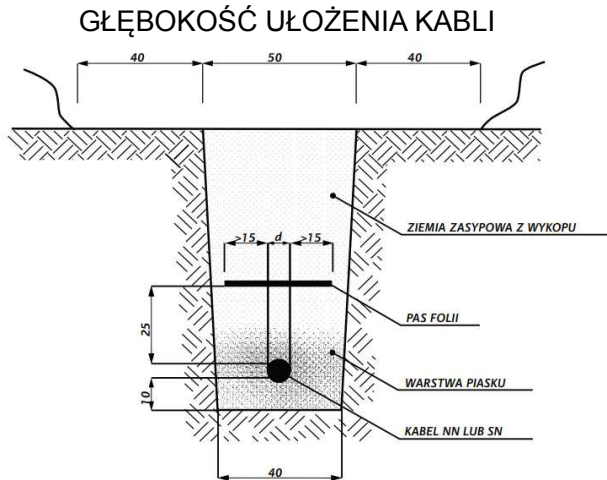 GŁĘBOKOŚĆ UŁOŻENIA KABLI
40 50 40
ZIEMIA ZASYPOWA Z WYKOPU
>15 d >15
25
PAS FOLII
WARSTWA PIASKU
10
KABEL NN LUB SN
40